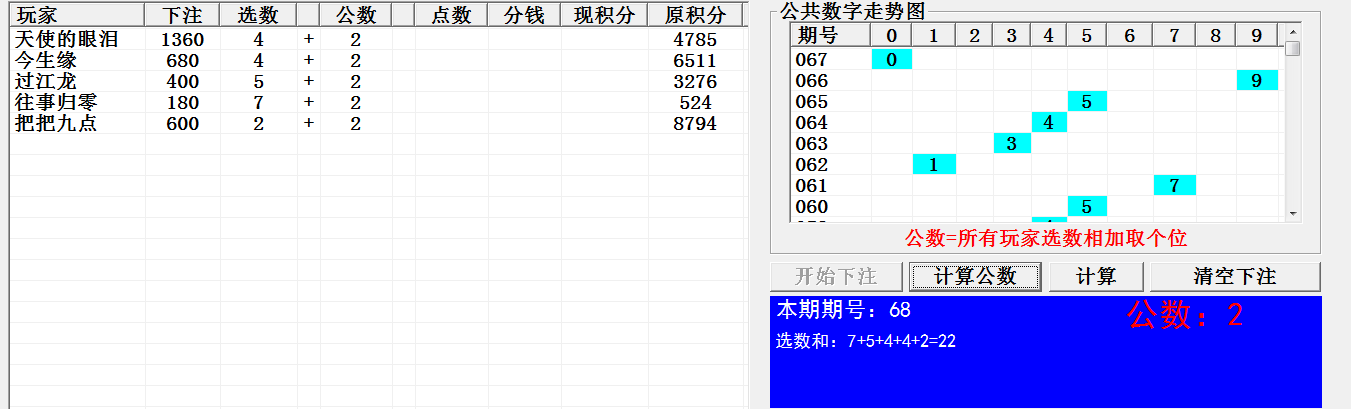 玩家 下注 选数 公数 点数 分钱 现积分 原积分
天使的眼泪 1360 4 + 2 4785
今生缘 680 4 + 2 6511
过江龙 400 5 + 2 3276
往事归零 180 7 + 2 524
把把九点 600 2 + 2 8794
公共数字走势图
期号 0 1 2 3 4 5 6 7 8 9
067 0
066 9
065 5
064 4
063 3
062 1
061 7
060 5
公数=所有玩家选数相加取个位
开始下注 计算公数 计算 清空下注
本期期号：68
公数：2
选数和：7+5+4+4+2=22